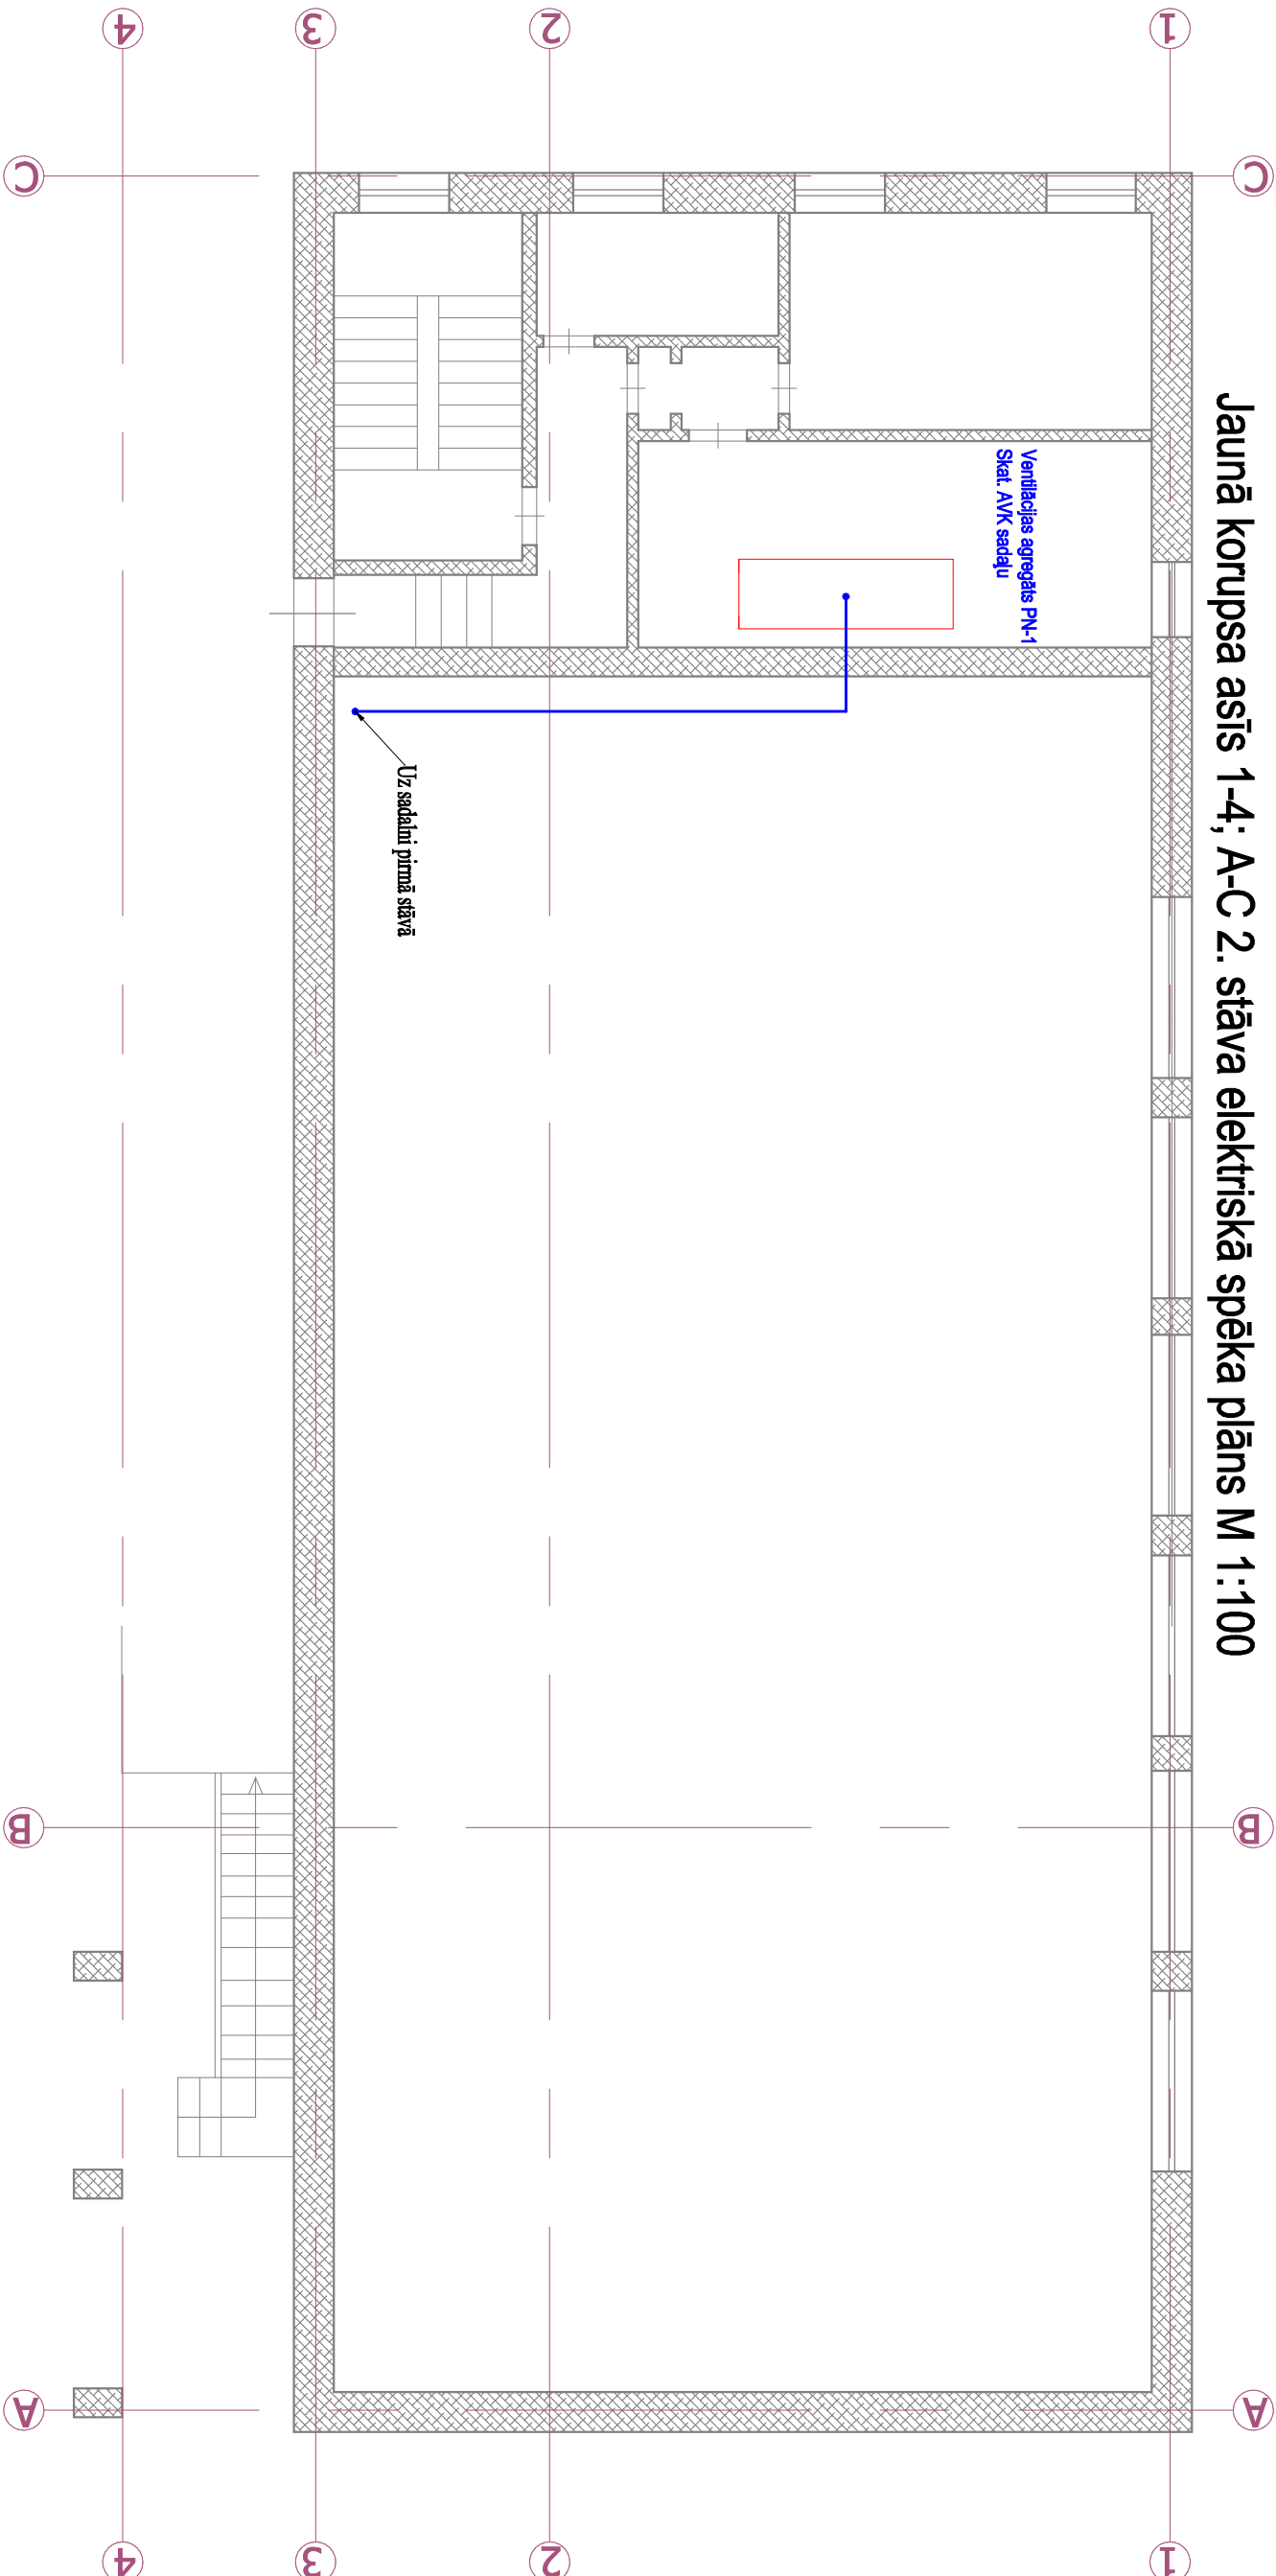 Jaunā korupsa asīs 1-4; A-C 2. stāva elektriskā spēka plāns M 1:100
Ventilācijas agregāts PN-1
Skat. AVK sadaļu
Uz sadalni pirmā stāvā
4
3
2
1
C
C
B
B
A
A
4
3
2
1